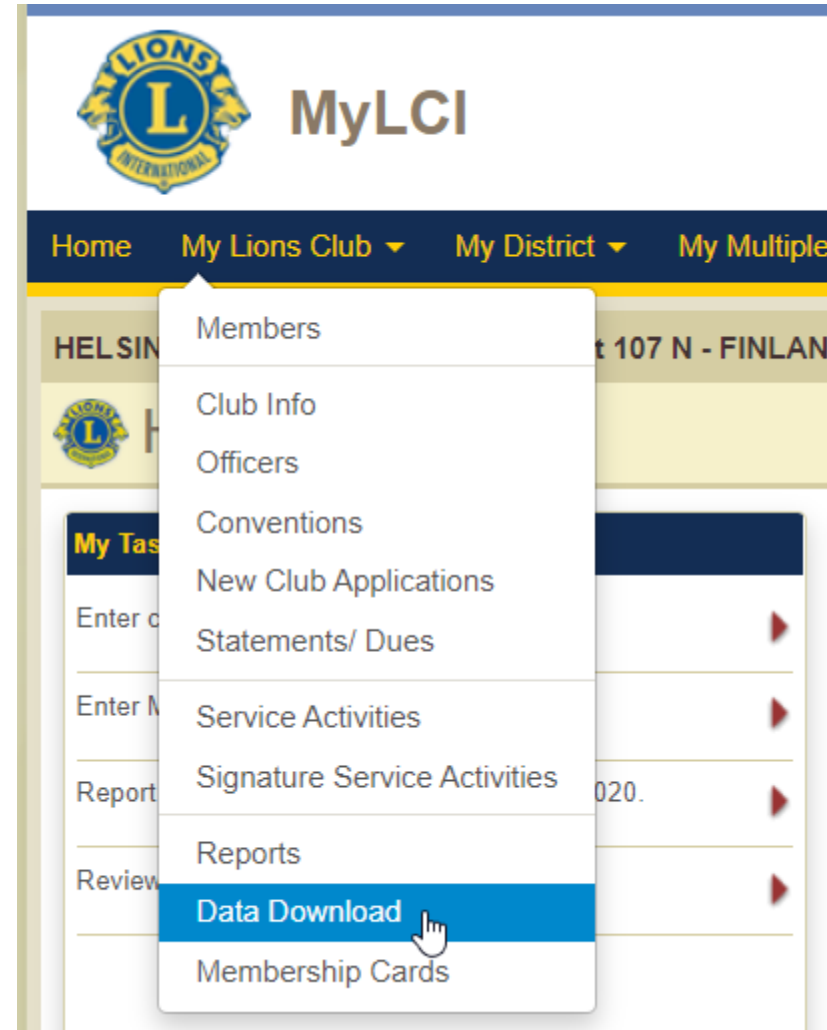 LIONS
L
INTERNATIONAL
MyLCI
Home My Lions Club My District My Multiple
Members
HELSIN t 107 N - FINLAN
Club Info
LIONS
L
H
Officers
Conventions
My Tas
New Club Applications
Enter c
Statements/ Dues
Enter M
Service Activities
Signature Service Activities
Report 020.
Reports
Review
Data Download
Membership Cards